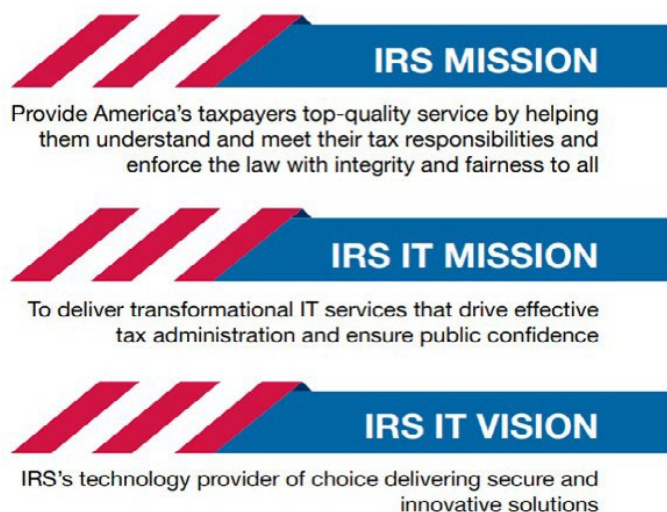 IRS MISSION
Provide America's taxpayers top-quality service by helping
them understand and meet their tax responsibilities and
enforce the law with integrity and fairness to all
IRS IT MISSION
To deliver transformational IT services that drive effective
tax administration and ensure public confidence
IRS IT VISION
IRS's technology provider of choice delivering secure and
innovative solutions